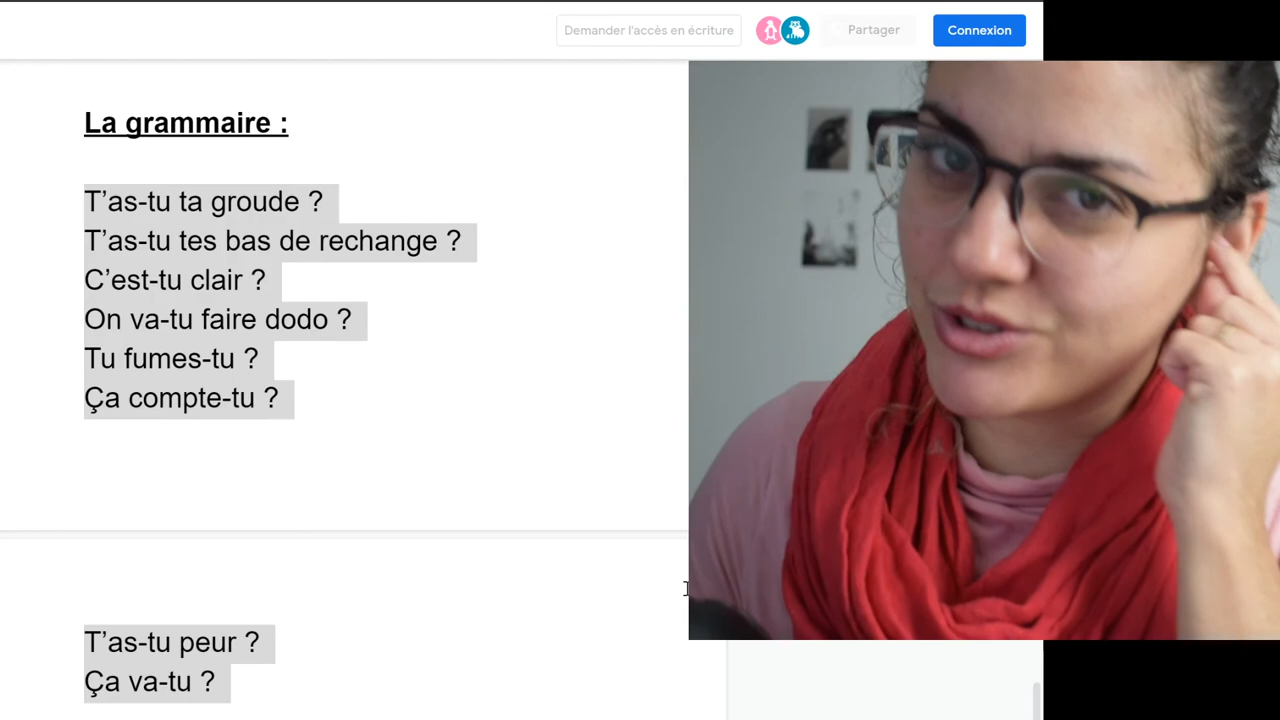 Demander l'accès en écriture
Partager
Connexion
La grammaire :
T’as-tu ta groude ?
T’as-tu tes bas de rechange ?
C’est-tu clair ?
On va-tu faire dodo ?
Tu fumes-tu ?
Ça compte-tu ?
T’as-tu peur ?
Ça va-tu ?